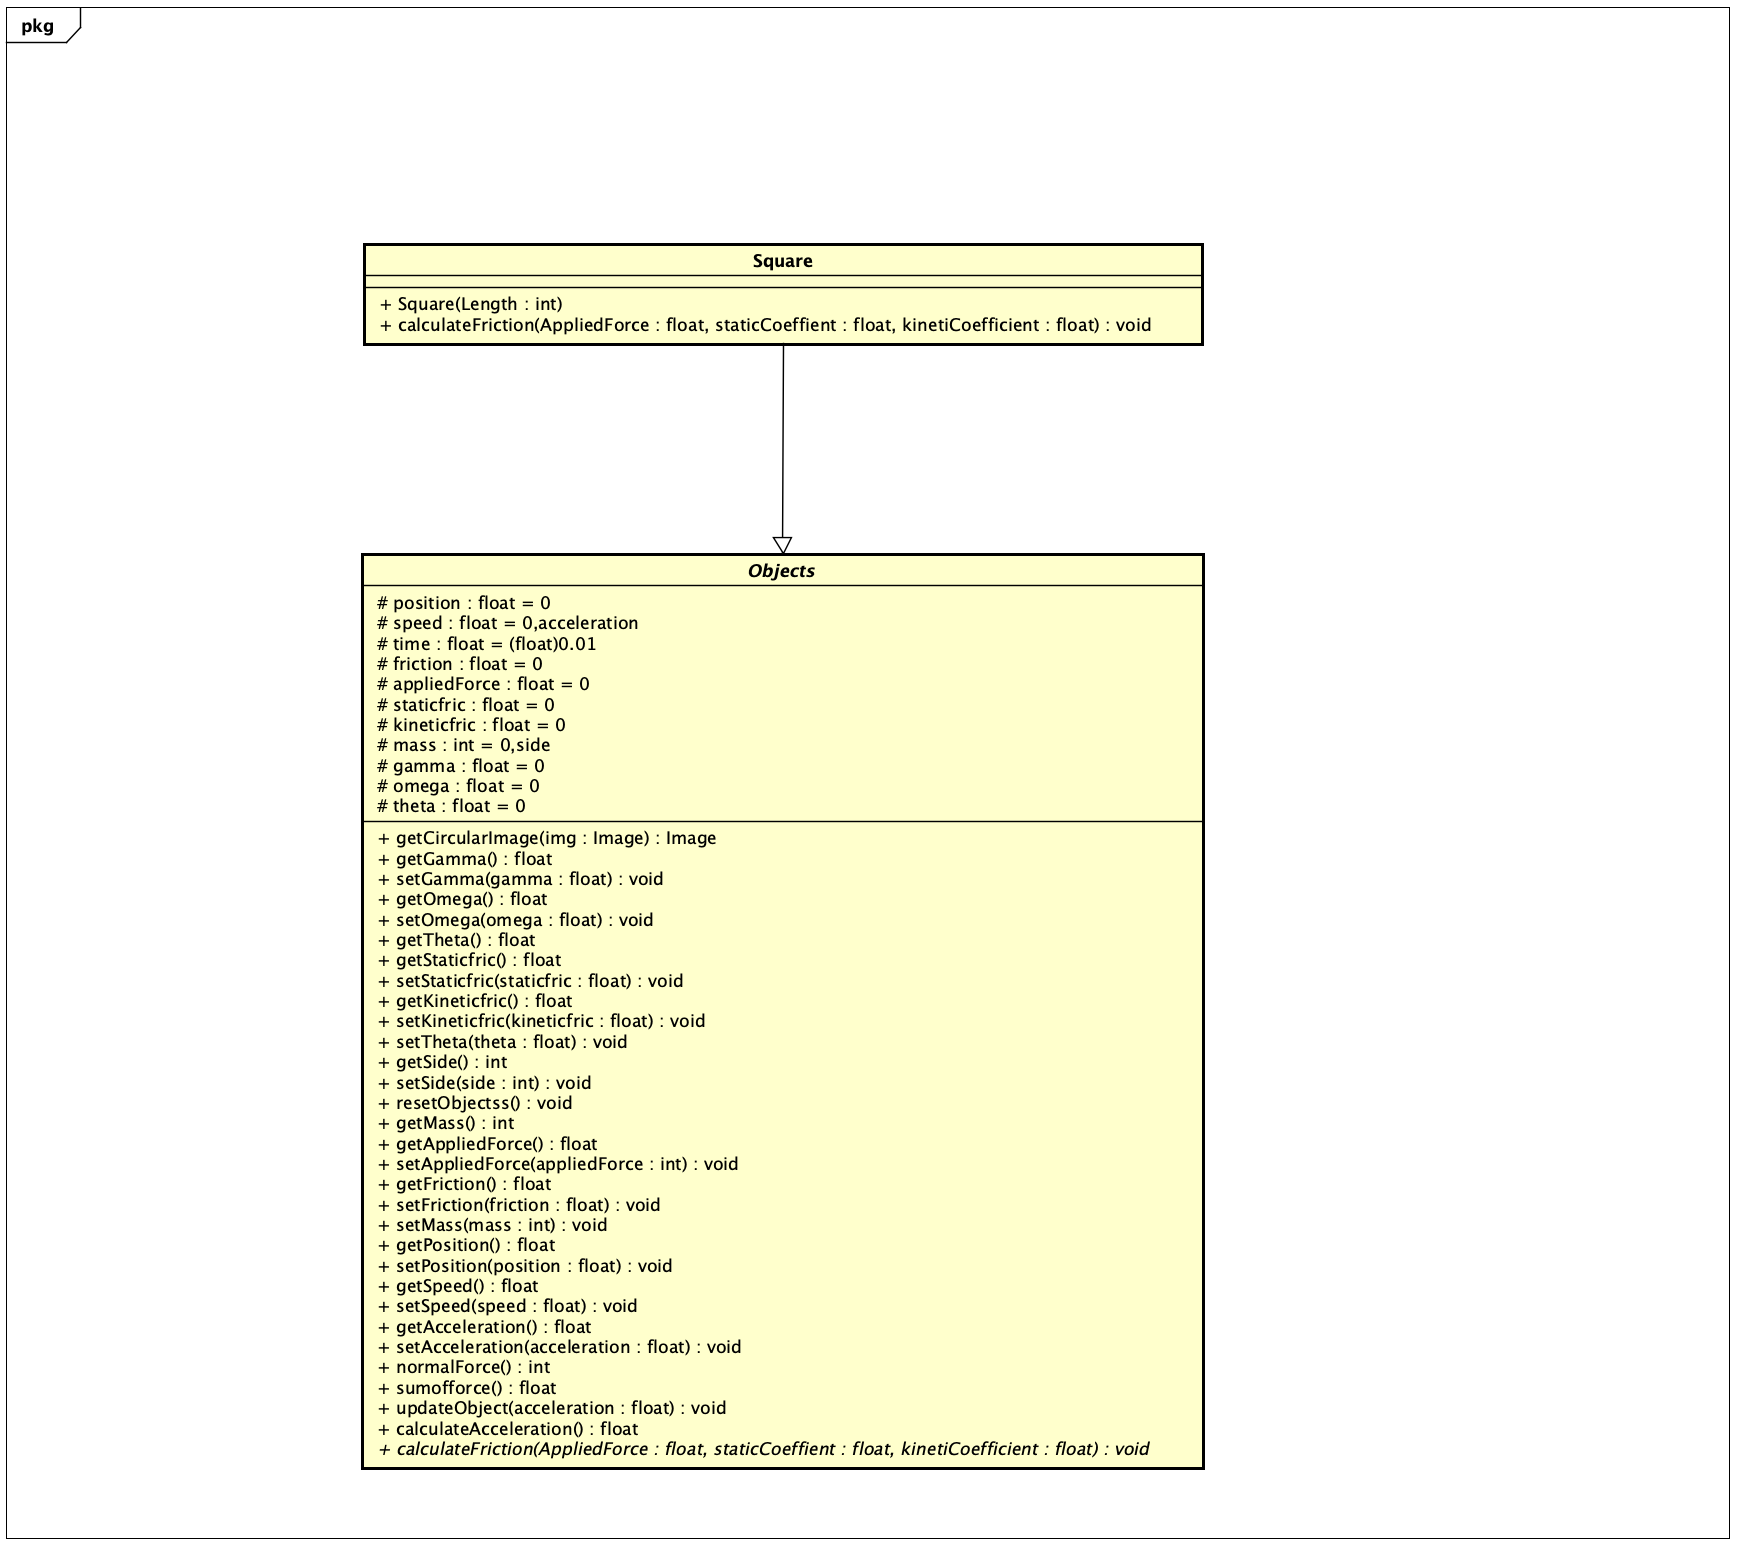 pkg
Square
+ Square(Length : int)
+ calculateFriction(AppliedForce : float, staticCoeffient : float, kinetiCoefficient : float) : void
Objects
# position : float = 0
# speed : float = 0,acceleration
# time : float = (float)0.01
# friction : float = 0
# appliedForce : float = 0
# staticfric : float = 0
# kineticfric : float = 0
# mass : int = 0,side
# gamma : float = 0
# omega : float = 0
# theta : float = 0
+ getCircularImage(img : Image) : Image
+ getGamma() : float
+ setGamma(gamma : float) : void
+ getOmega() : float
+ setOmega(omega : float) : void
+ getTheta() : float
+ getStaticfric() : float
+ setStaticfric(staticfric : float) : void
+ getKineticfric() : float
+ setKineticfric(kineticfric : float) : void
+ setTheta(theta : float) : void
+ getSide() : int
+ setSide(side : int) : void
+ resetObjectss() : void
+ getMass() : int
+ getAppliedForce() : float
+ setAppliedForce(appliedForce : int) : void
+ getFriction() : float
+ setFriction(friction : float) : void
+ setMass(mass : int) : void
+ getPosition() : float
+ setPosition(position : float) : void
+ getSpeed() : float
+ setSpeed(speed : float) : void
+ getAcceleration() : float
+ setAcceleration(acceleration : float) : void
+ normalForce() : int
+ sumofforce() : float
+ updateObject(acceleration : float) : void
+ calculateAcceleration() : float
+ calculateFriction(AppliedForce : float, staticCoeffient : float, kinetiCoefficient : float) : void